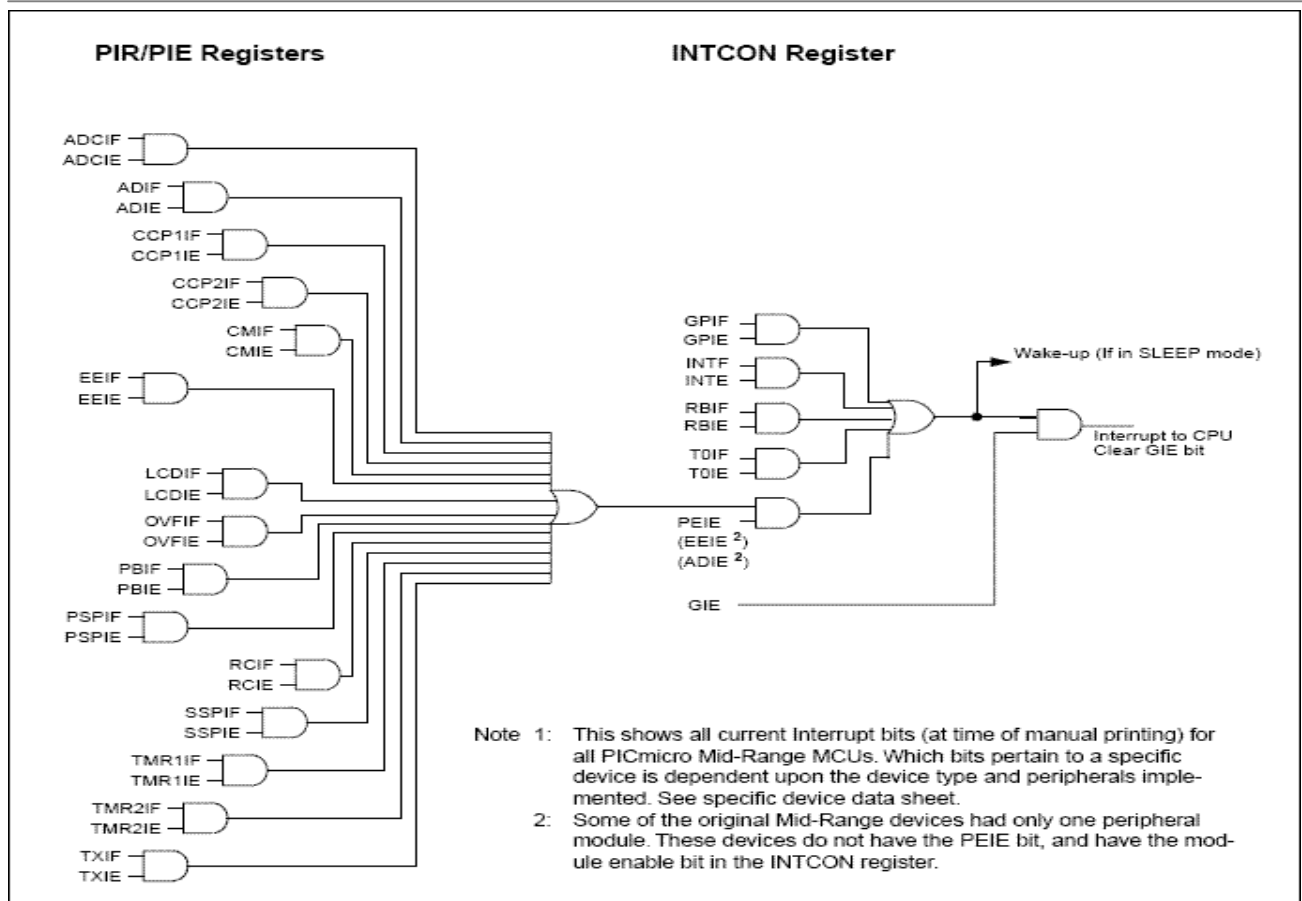 PIR/PIE Registers
INTCON Register
ADCIF
ADCIE
ADIF
ADIE
CCP1IF
CCP1IE
CCP2IF
CCP2IE
CMIF
CMIE
EEIF
EEIE
LCDIF
LCDIE
OVFIF
OVFIE
PBIF
PBIE
PSPIF
PSPIE
RCIF
RCIE
SSPIF
SSPIE
TMR1IF
TMR1IE
TMR2IF
TMR2IE
TXIF
TXIE
GPIF
GPIE
INTF
INTE
RBIF
RBIE
T0IF
T0IE
PEIE
(EEIE 2)
(ADIE 2)
GIE
Wake-up (If in SLEEP mode)
Interrupt to CPU
Clear GIE bit
Note 1: This shows all current Interrupt bits (at time of manual printing) for
all PICmicro Mid-Range MCUs. Which bits pertain to a specific
device is dependent upon the device type and peripherals imple-
mented. See specific device data sheet.
2: Some of the original Mid-Range devices had only one peripheral
module. These devices do not have the PEIE bit, and have the mod-
ule enable bit in the INTCON register.